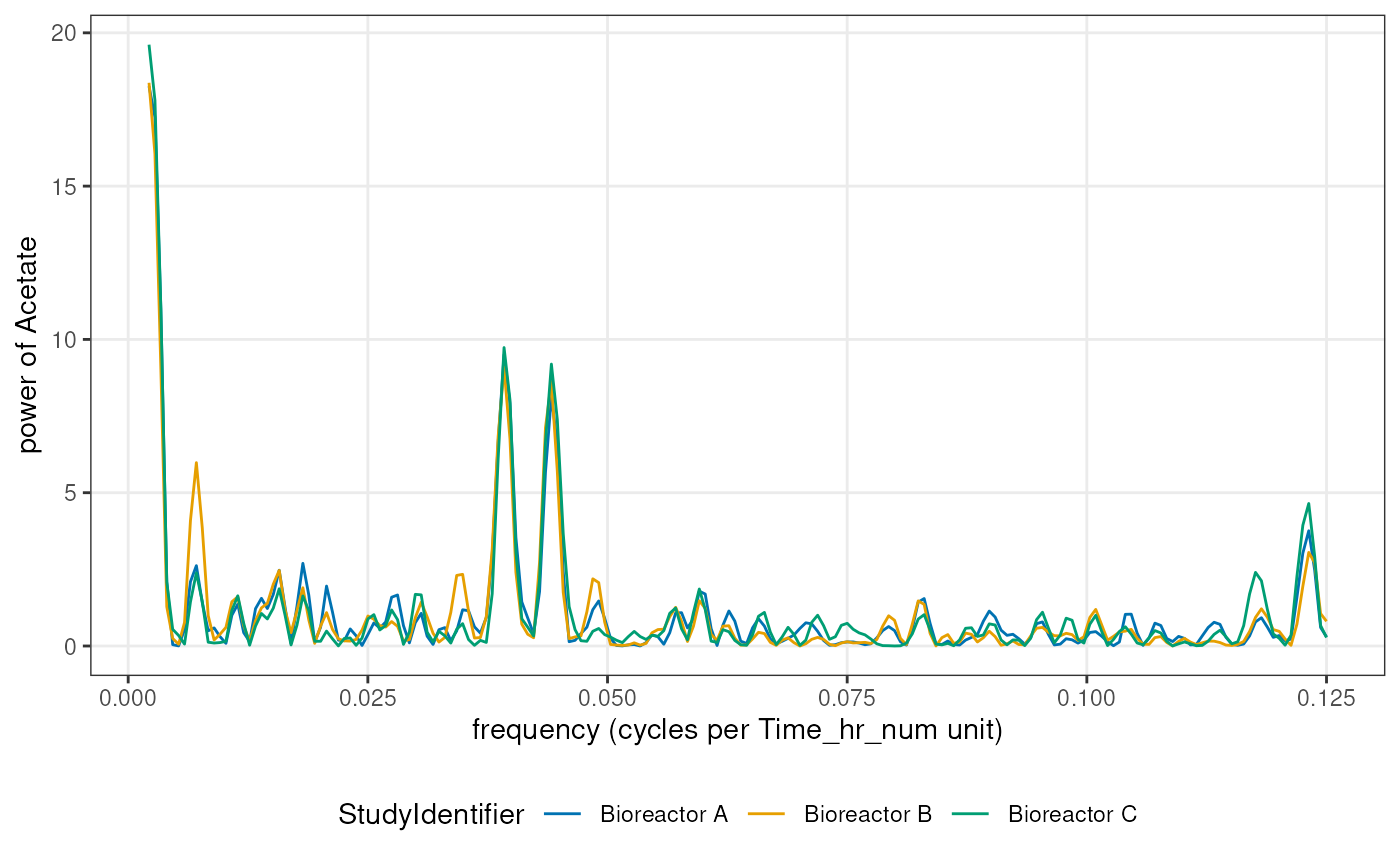 20
15
10
5
0
power of Acetate
0.000 0.025 0.050 0.075 0.100 0.125
frequency (cycles per Time_hr_num unit)
StudyIdentifier Bioreactor A Bioreactor B Bioreactor C